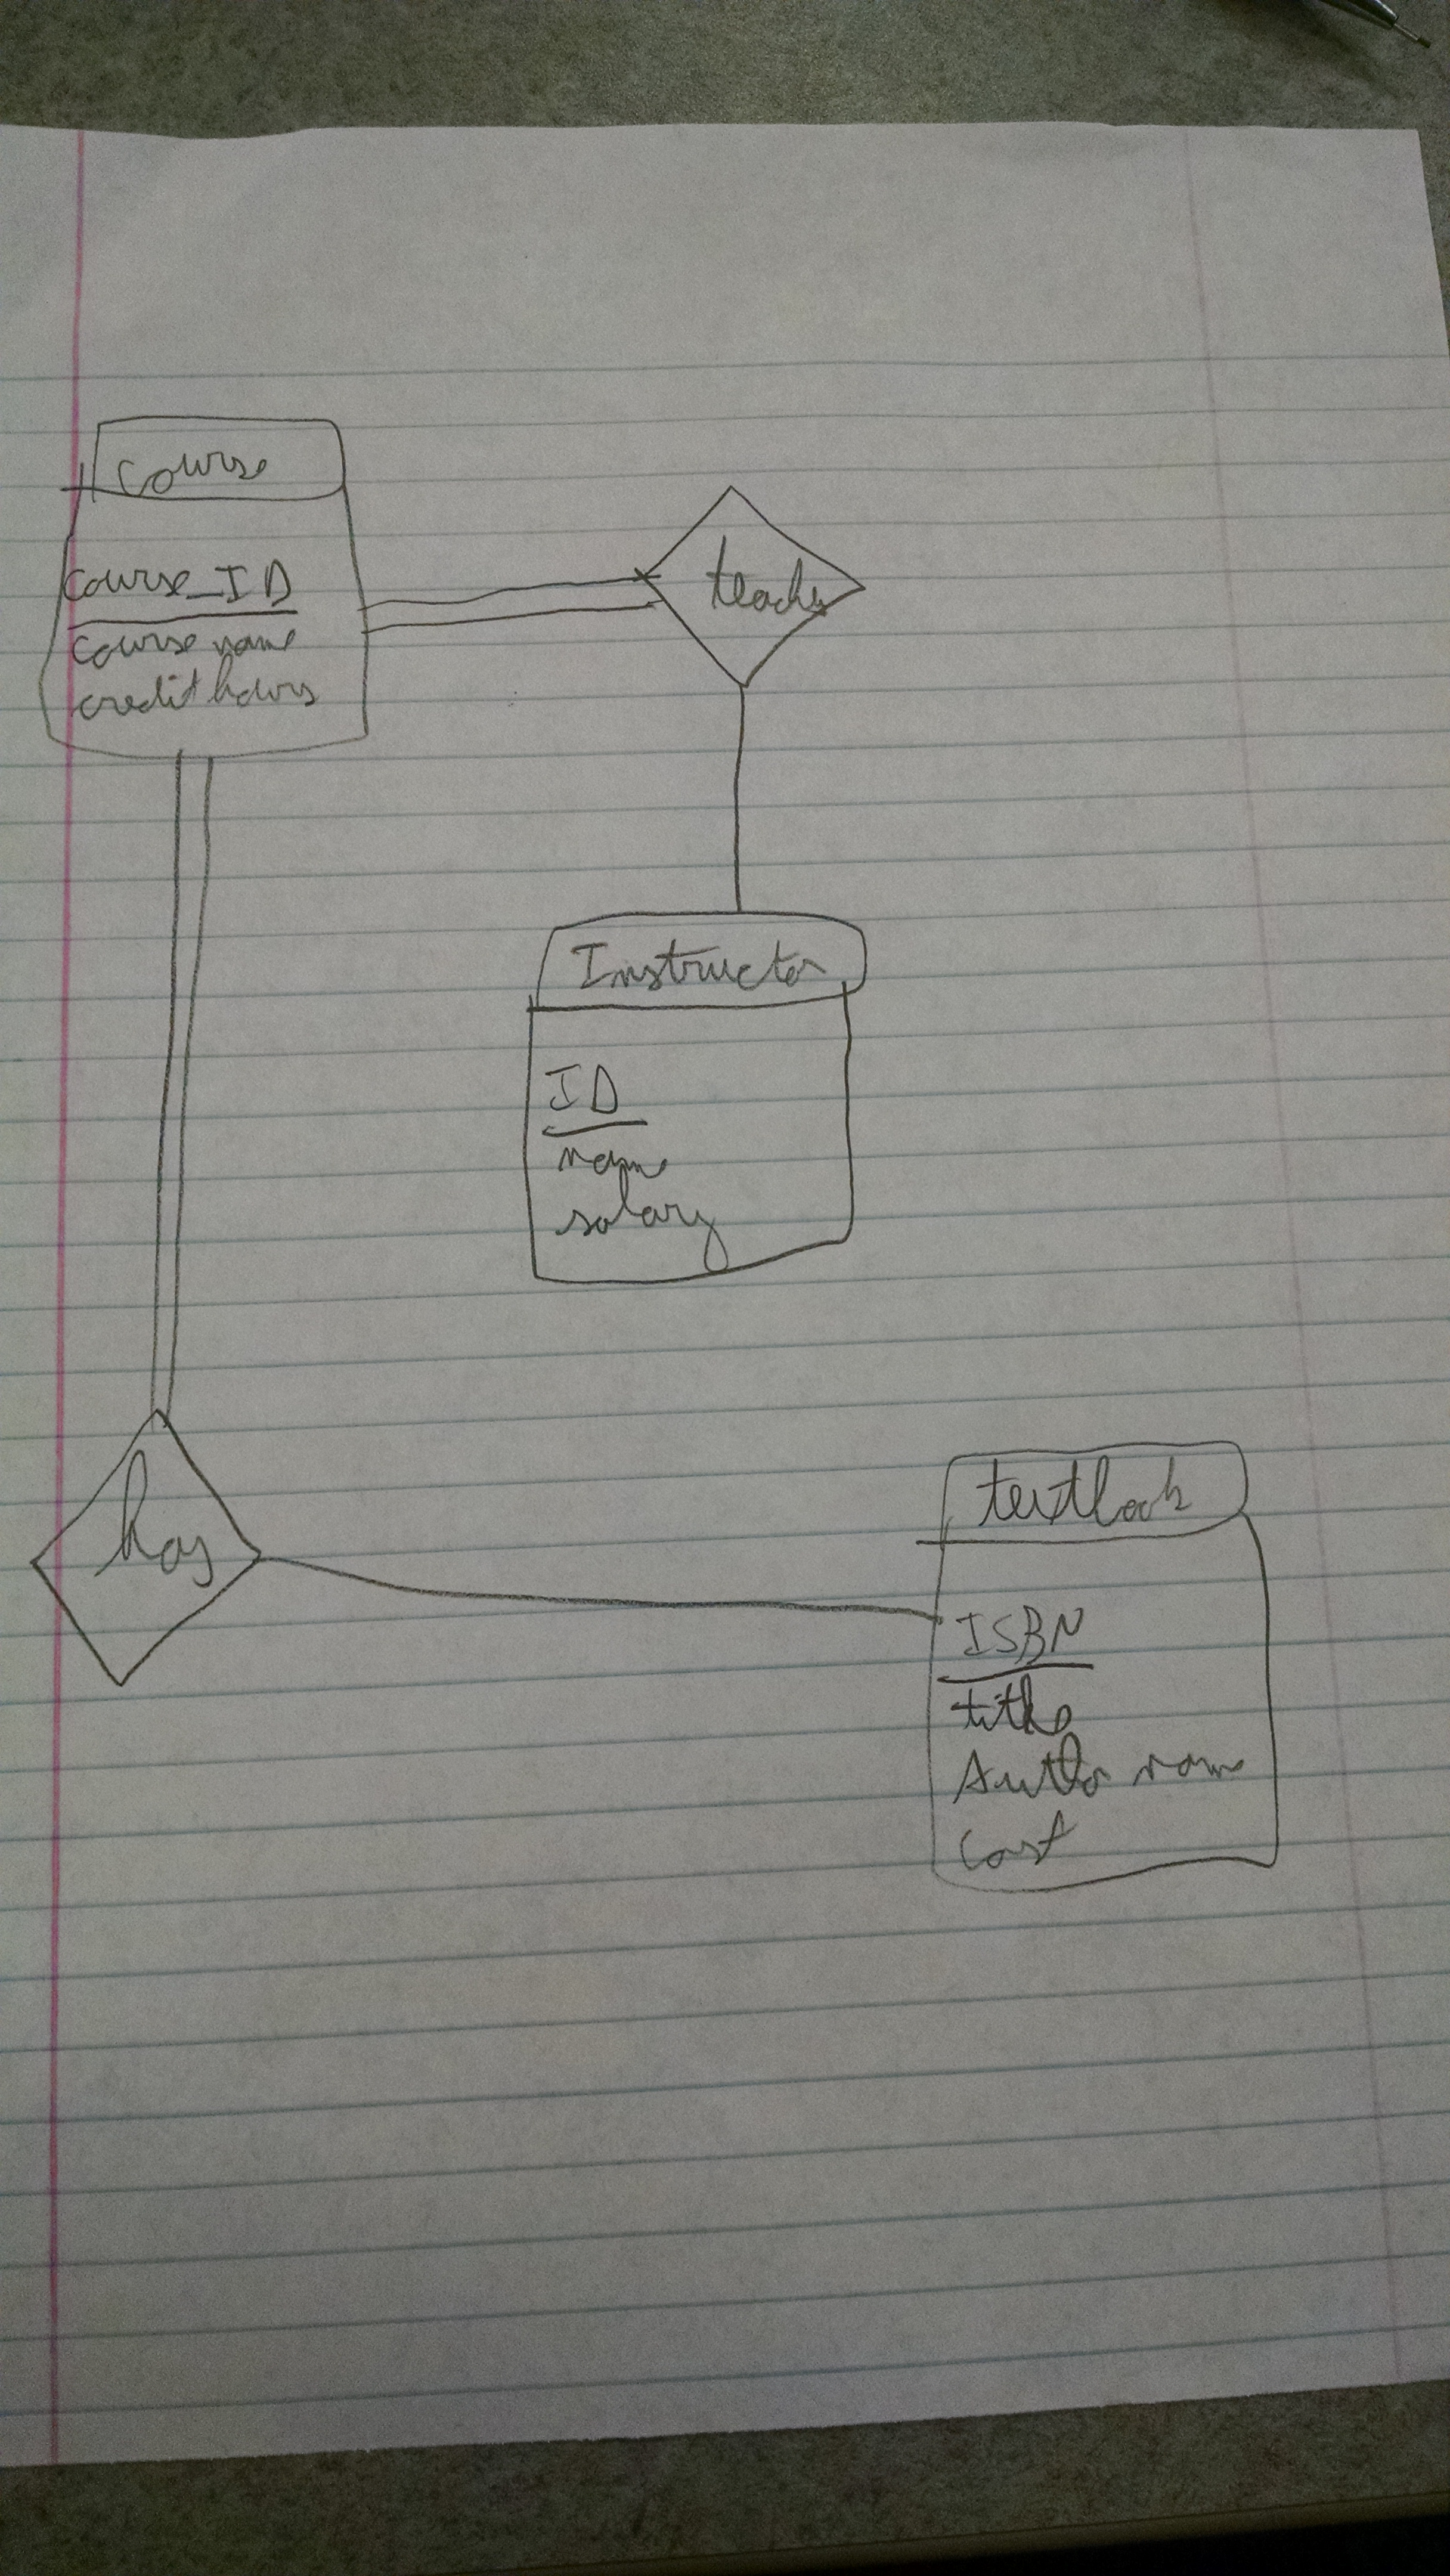 course
course_ID
course name
credit hours
teaches
Instructor
ID
name
salary
has
textbook
ISBN
title
Author name
Cost